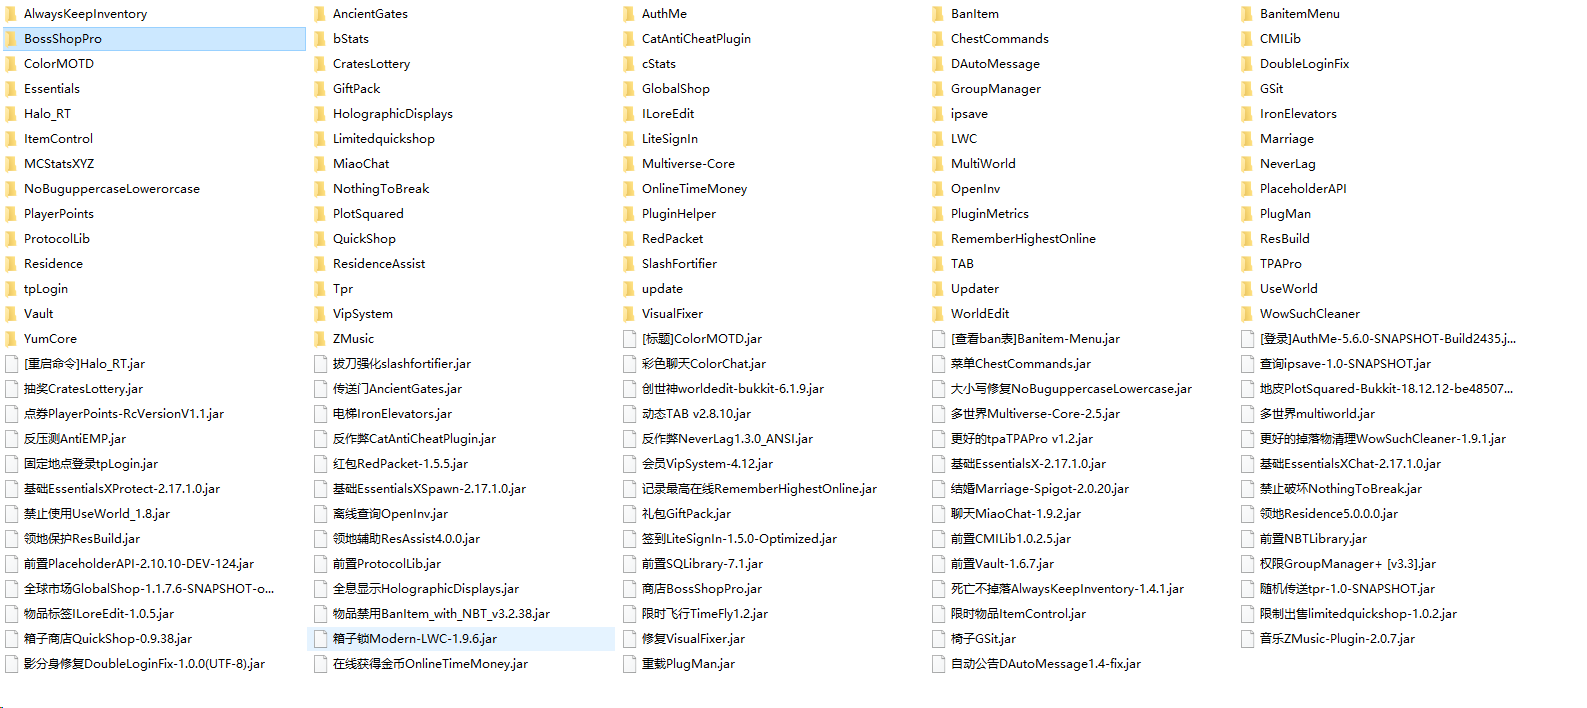 AlwaysKeepInventory AncientGates AuthMe BanItem BanitemMenu
BossShopPro bStats CatAntiCheatPlugin ChestCommands CMILib
ColorMOTD CratesLottery cStats DAutoMessage DoubleLoginFix
Essentials GiftPack GlobalShop GroupManager GSit
Halo_RT HolographicDisplays ILoreEdit ipsave IronElevators
ItemControl Limitedquickshop LiteSignIn LWC Marriage
MCStatsXYZ MiaoChat Multiverse-Core MultiWorld NeverLag
NoBuguppercaseLowerorcase NothingToBreak OnlineTimeMoney OpenInv PlaceholderAPI
PlayerPoints PlotSquared PluginHelper PluginMetrics PlugMan
ProtocolLib QuickShop RedPacket RememberHighestOnline ResBuild
Residence ResidenceAssist SlashFortifier TAB TPAPro
tpLogin Tpr update Updater UseWorld
Vault VipSystem VisualFixer WorldEdit WowSuchCleaner
YumCore ZMusic [标题]ColorMOTD.jar [查看ban表]Banitem-Menu.jar [登录]AuthMe-5.6.0-SNAPSHOT-Build2435.j...
[重启命令]Halo_RT.jar 拔刀强化slashfortifier.jar 彩色聊天ColorChat.jar 菜单ChestCommands.jar 查询ipsave-1.0-SNAPSHOT.jar
抽奖CratesLottery.jar 传送门AncientGates.jar 创世神worldedit-bukkit-6.1.9.jar 大小写修复NoBuguppercaseLowercase.jar 地皮PlotSquared-Bukkit-18.12.12-be48507...
点券PlayerPoints-RcVersionV1.1.jar 电梯IronElevators.jar 动态TAB v2.8.10.jar 多世界Multiverse-Core-2.5.jar 多世界multiworld.jar
反压测AntiEMP.jar 反作弊CatAntiCheatPlugin.jar 反作弊NeverLag1.3.0_ANSI.jar 更好的tpaTPAPro v1.2.jar 更好的掉落物清理WowSuchCleaner-1.9.1.jar
固定地点登录tpLogin.jar 红包RedPacket-1.5.5.jar 会员VipSystem-4.12.jar 基础EssentialsX-2.17.1.0.jar 基础EssentialsXChat-2.17.1.0.jar
基础EssentialsXProtect-2.17.1.0.jar 基础EssentialsXSpawn-2.17.1.0.jar 记录最高在线RememberHighestOnline.jar 结婚Marriage-Spigot-2.0.20.jar 禁止破坏NothingToBreak.jar
禁止使用UseWorld_1.8.jar 离线查询OpenInv.jar 礼包GiftPack.jar 聊天MiaoChat-1.9.2.jar 领地Residence5.0.0.0.jar
领地保护ResBuild.jar 领地辅助ResAssist4.0.0.jar 签到LiteSignIn-1.5.0-Optimized.jar 前置CMILib1.0.2.5.jar 前置NBTLibrary.jar
前置PlaceholderAPI-2.10.10-DEV-124.jar 前置ProtocolLib.jar 前置SQLibrary-7.1.jar 前置Vault-1.6.7.jar 权限GroupManager+ [v3.3].jar
全球市场GlobalShop-1.1.7.6-SNAPSHOT-o... 全息显示HolographicDisplays.jar 商店BossShopPro.jar 死亡不掉落AlwaysKeepInventory-1.4.1.jar 随机传送tpr-1.0-SNAPSHOT.jar
物品标签ILoreEdit-1.0.5.jar 物品禁用BanItem_with_NBT_v3.2.38.jar 限时飞行TimeFly1.2.jar 限时物品ItemControl.jar 限制出售limitedquickshop-1.0.2.jar
箱子商店QuickShop-0.9.38.jar 箱子锁Modern-LWC-1.9.6.jar 修复VisualFixer.jar 椅子GSit.jar 音乐ZMusic-Plugin-2.0.7.jar
影分身修复DoubleLoginFix-1.0.0(UTF-8).jar 在线获得金币OnlineTimeMoney.jar 重载PlugMan.jar 自动公告DAutoMessage1.4-fix.jar